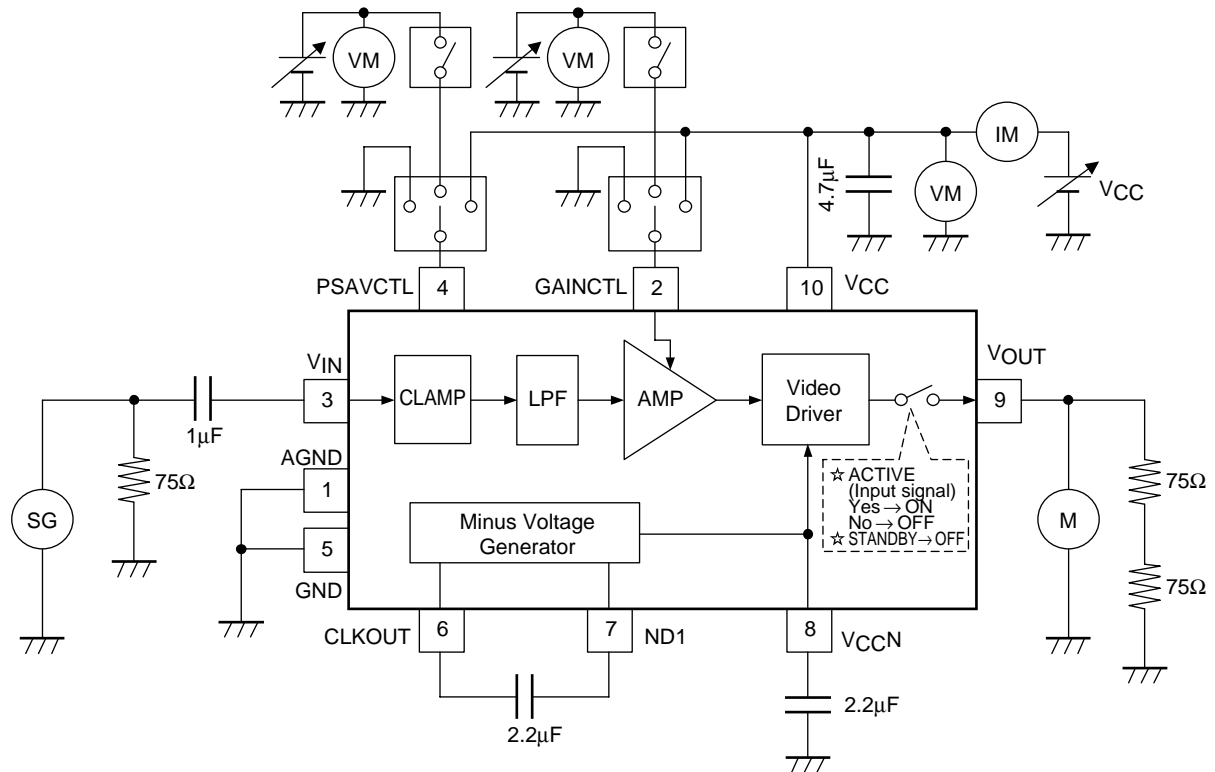 VM
VM
4.7μF
VM
IM
VCC
PSAVCTL
4
GAINCTL
2
10
VCC
VIN
3
1μF
CLAMP
LPF
AMP
Video
Driver
VOUT
9
75Ω
SG
AGND
1
5
GND
Minus Voltage
Generator
☆ ACTIVE
(Input signal)
Yes → ON
No → OFF
☆ STANDBY → OFF
M
75Ω
75Ω
CLKOUT
6
7
ND1
8
VCCN
2.2μF
2.2μF